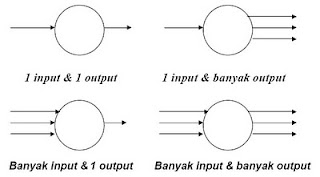 1 input & 1 output
1 input & banyak output
Banyak input & 1 output
Banyak input & banyak output